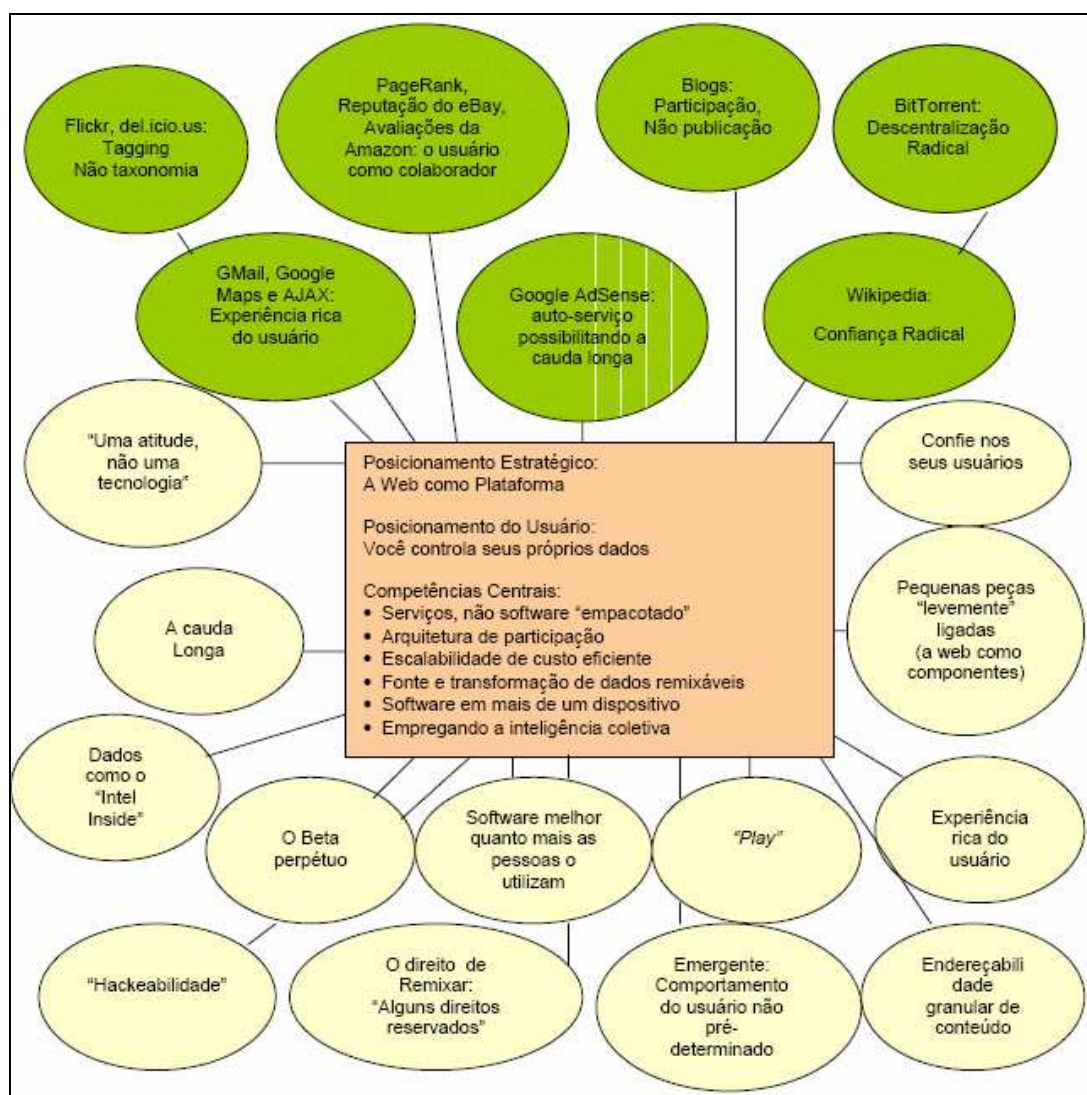 Flickr, del.icio.us:
Tagging
Não taxonomia
PageRank,
Reputação do eBay,
Avaliações da
Amazon: o usuário
como colaborador
Blogs:
Participação,
Não publicação
BitTorrent:
Descentralização
Radical
GMail, Google
Maps e AJAX:
Experiência rica
do usuário
Google AdSense:
auto-serviço
possibilitando a
cauda longa
Wikipedia:
Confiança Radical
“Uma atitude,
não uma
tecnologia”
Posicionamento Estratégico:
A Web como Plataforma
Posicionamento do Usuário:
Você controla seus próprios dados
Competências Centrais:
• Serviços, não software “empacotado”
• Arquitetura de participação
• Escalabilidade de custo eficiente
• Fonte e transformação de dados remixáveis
• Software em mais de um dispositivo
• Empregando a inteligência coletiva
Confie nos
seus usuários
A cauda
Longa
Pequenas peças
“levemente”
ligadas
(a web como
componentes)
Dados
como o
“Intel
Inside”
O Beta
perpétuo
Software melhor
quanto mais as
pessoas o
utilizam
“Play”
Experiência
rica do
usuário
“Hackeabilidade”
O direito de
Remixar:
“Alguns direitos
reservados”
Emergente:
Comportamento
do usuário não
pré-
determinado
Endereçabili
dade
granular de
conteúdo